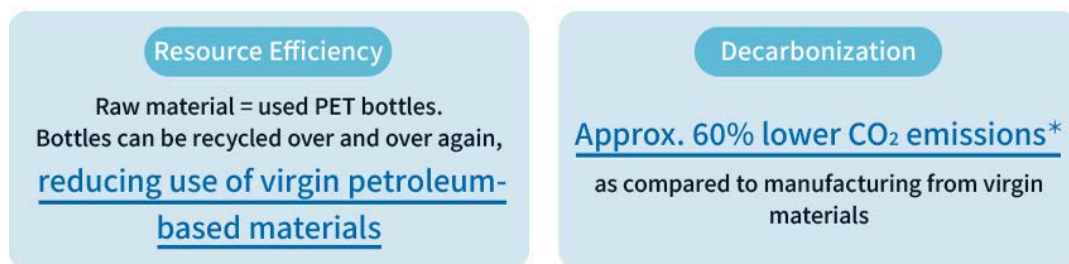 Resource Efficiency
Raw material = used PET bottles.
Bottles can be recycled over and over again,
reducing use of virgin petroleum-
based materials
Decarbonization
Approx. 60% lower CO₂ emissions*
as compared to manufacturing from virgin
materials